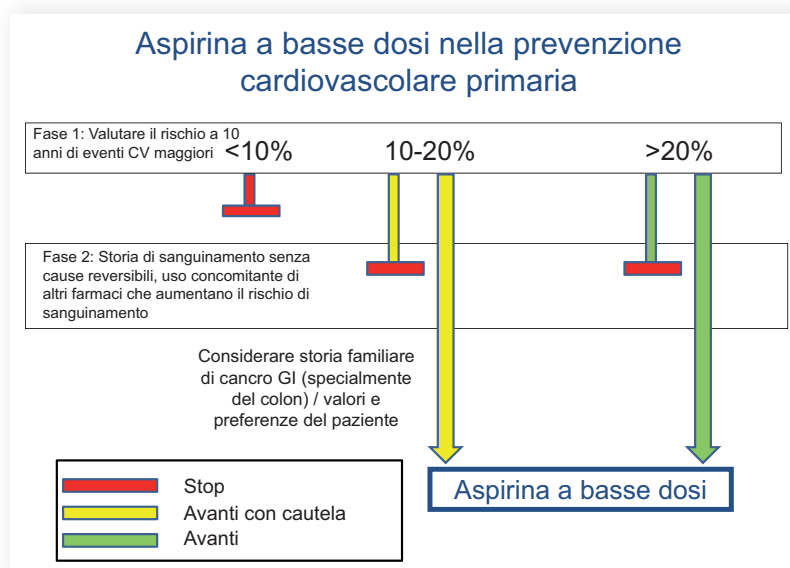 Aspirina a basse dosi nella prevenzione
cardiovascolare primaria
Fase 1: Valutare il rischio a 10
anni di eventi CV maggiori
<10%
10-20%
>20%
Fase 2: Storia di sanguinamento senza
cause reversibili, uso concomitante di
altri farmaci che aumentano il rischio di
sanguinamento
Considerare storia familiare
di cancro GI (specialmente
del colon) / valori e
preferenze del paziente
Stop
Avanti con cautela
Avanti
Aspirina a basse dosi